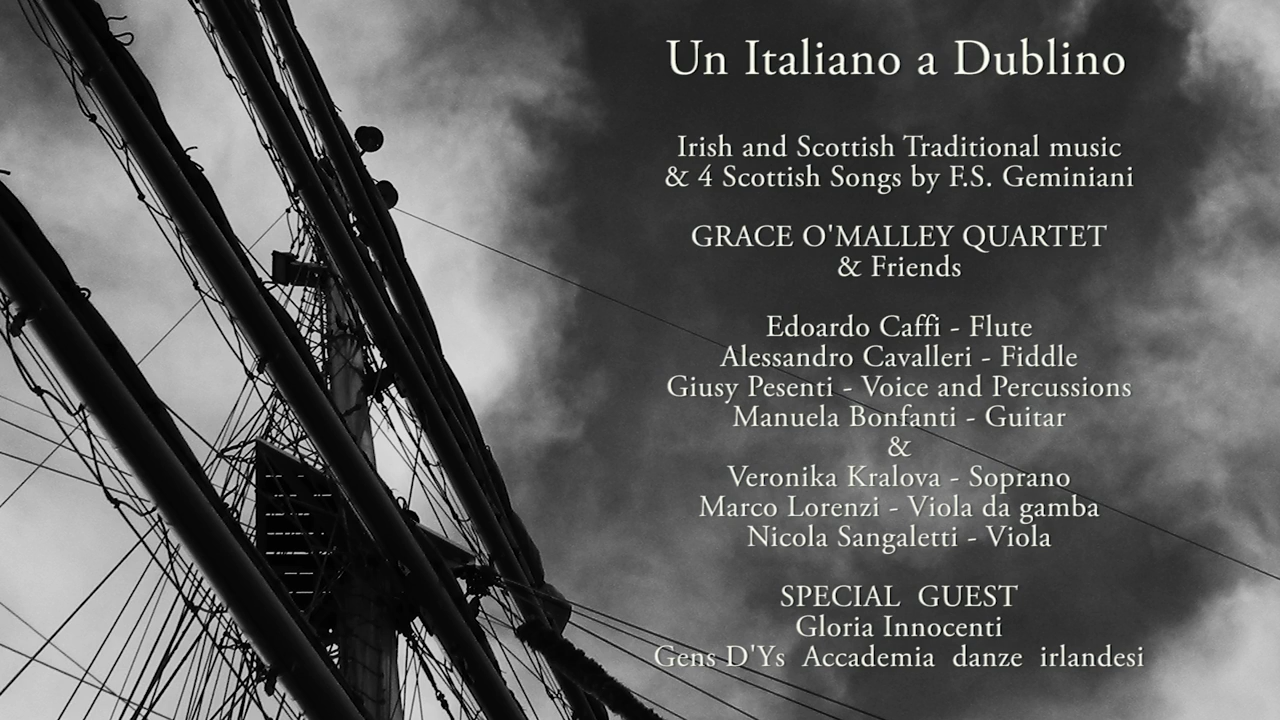 Un Italiano a Dublino
Irish and Scottish Traditional music
& 4 Scottish Songs by F.S. Geminiani
GRACE O'MALLEY QUARTET
& Friends
Edoardo Caffi - Flute
Alessandro Cavalleri - Fiddle
Giusy Pesenti - Voice and Percussions
Manuela Bonfanti - Guitar
&
Veronika Kralova - Soprano
Marco Lorenzi - Viola da gamba
Nicola Sangaletti - Viola
SPECIAL GUEST
Gloria Innocenti
Gens D'Ys Accademia danze irlandesi